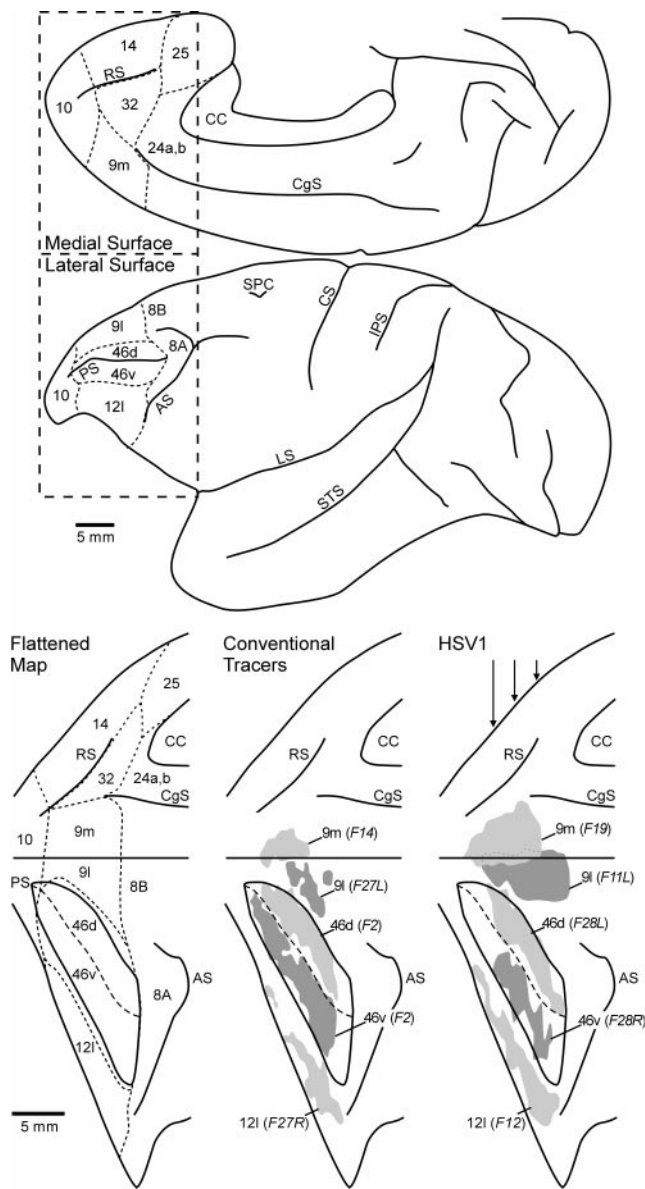 14
25
RS
10
32
CC
24a,b
9m
CgS
Medial Surface
Lateral Surface
SPC
CS
8B
IPS
9l
46d
8A
PS
46v
10
12l
AS
LS
STS
5 mm
Flattened
Map
Conventional
Tracers
HSV1
25
14
RS
CC
32
24a,b
CgS
10
9m
9l
PS
8B
46d
46v
AS
8A
12l
5 mm
RS
CC
CgS
9m (F14)
9l (F27L)
46d (F2)
46v (F2)
12l (F27R)
RS
CC
CgS
9m (F19)
9l (F11L)
46d (F28L)
AS
46v (F28R)
12l (F12)